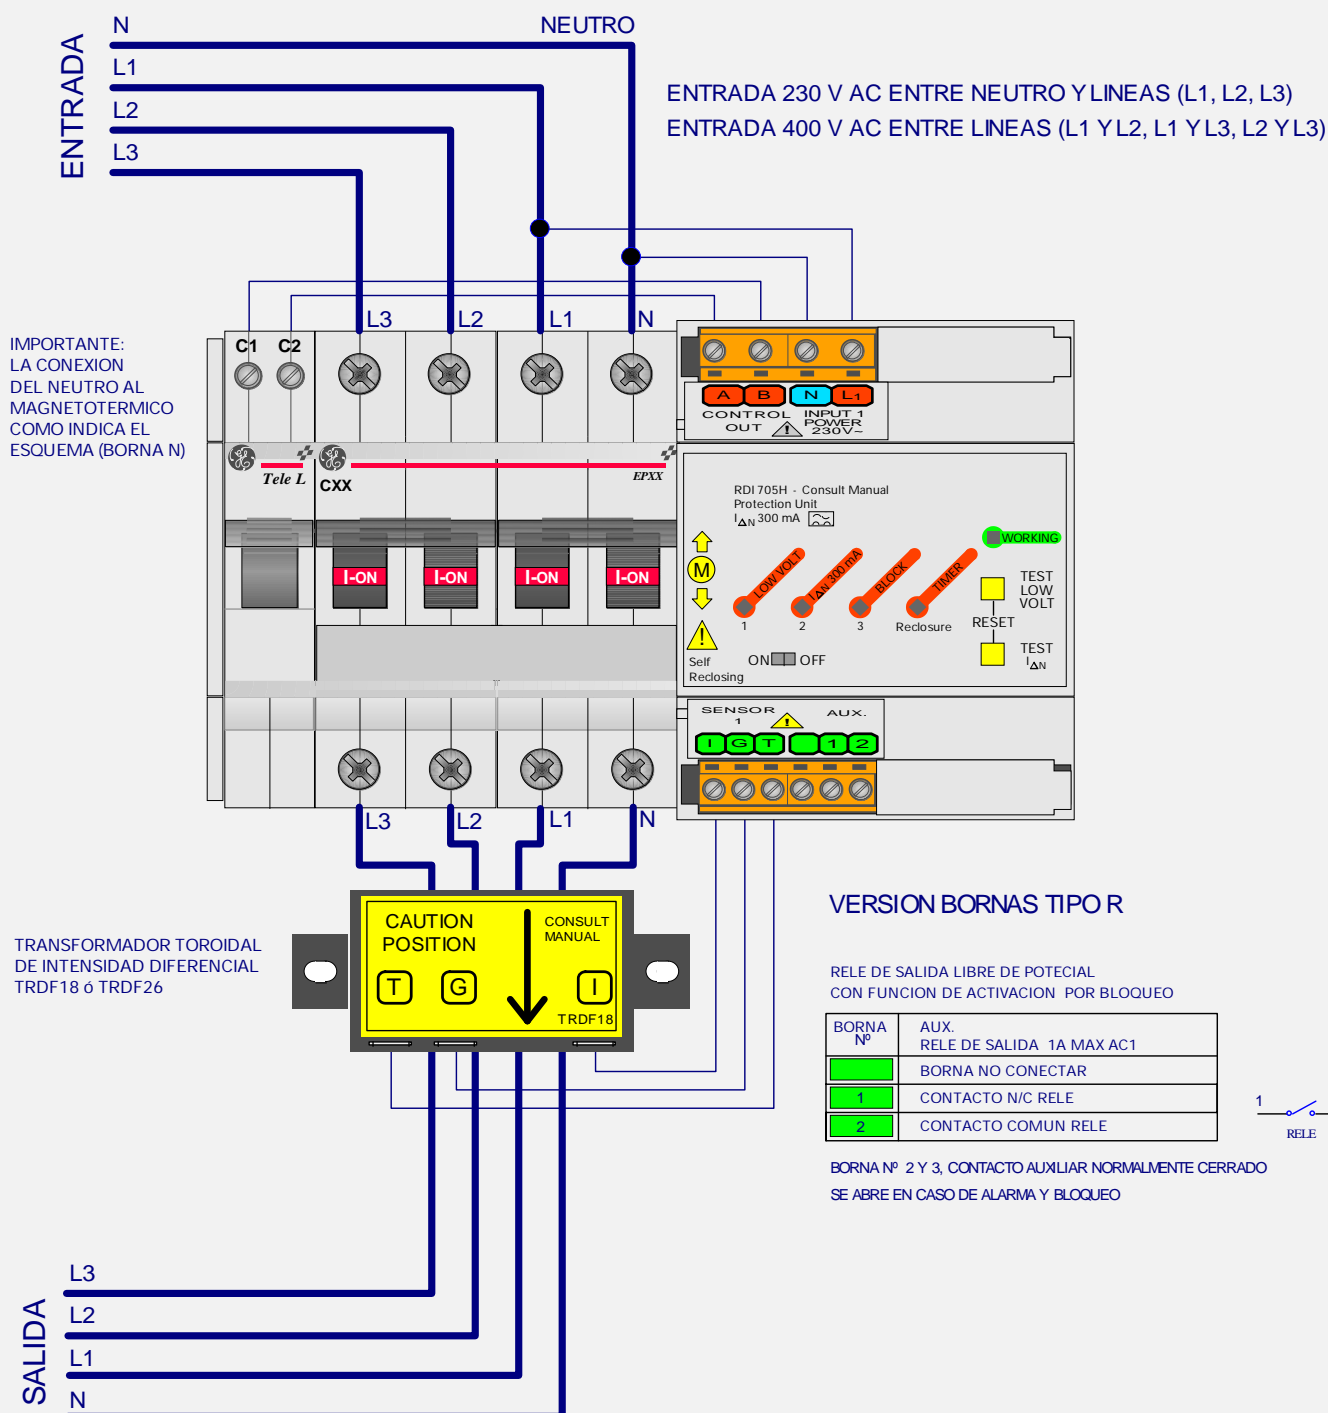 ENTRADA
N
NEUTRO
L1
L2
L3
ENTRADA 230 V AC ENTRE NEUTRO Y LINEAS (L1, L2, L3)
ENTRADA 400 V AC ENTRE LINEAS (L1 Y L2, L1 Y L3, L2 Y L3)
L3
L2
L1
N
IMPORTANTE:
LA CONEXION
DEL NEUTRO AL
MAGNETOTERMICO
COMO INDICA EL
ESQUEMA (BORNA N)
C1
C2
A
B
N
L1
CONTROL
OUT
INPUT 1
POWER
230V~
Tele L
CXX
EPXX
RDI 705H - Consult Manual
Protection Unit
I∆N 300 mA
WORKING
M
LOW VOLT
I∆N 300 mA
BLOCK
TIMER
1
2
3
Reclosure
TEST
LOW
VOLT
RESET
TEST
I∆N
I-ON
I-ON
I-ON
I-ON
!
Self
Reclosing
ON
OFF
SENSOR
1
!
AUX.
I
G
T
1
2
L3
L2
L1
N
CAUTION
POSITION
CONSULT
MANUAL
T
G
I
TRDF18
TRANSFORMADOR TOROIDAL
DE INTENSIDAD DIFERENCIAL
TRDF18 ó TRDF26
VERSION BORNAS TIPO R
RELE DE SALIDA LIBRE DE POTECIAL
CON FUNCION DE ACTIVACION POR BLOQUEO
BORNA
Nº
AUX.
RELE DE SALIDA 1A MAX AC1
BORNA NO CONECTAR
1
CONTACTO N/C RELE
2
CONTACTO COMUN RELE
1
RELE
BORNA Nº 2 Y 3, CONTACTO AUXILIAR NORMALMENTE CERRADO
SE ABRE EN CASO DE ALARMA Y BLOQUEO
SALIDA
L3
L2
L1
N